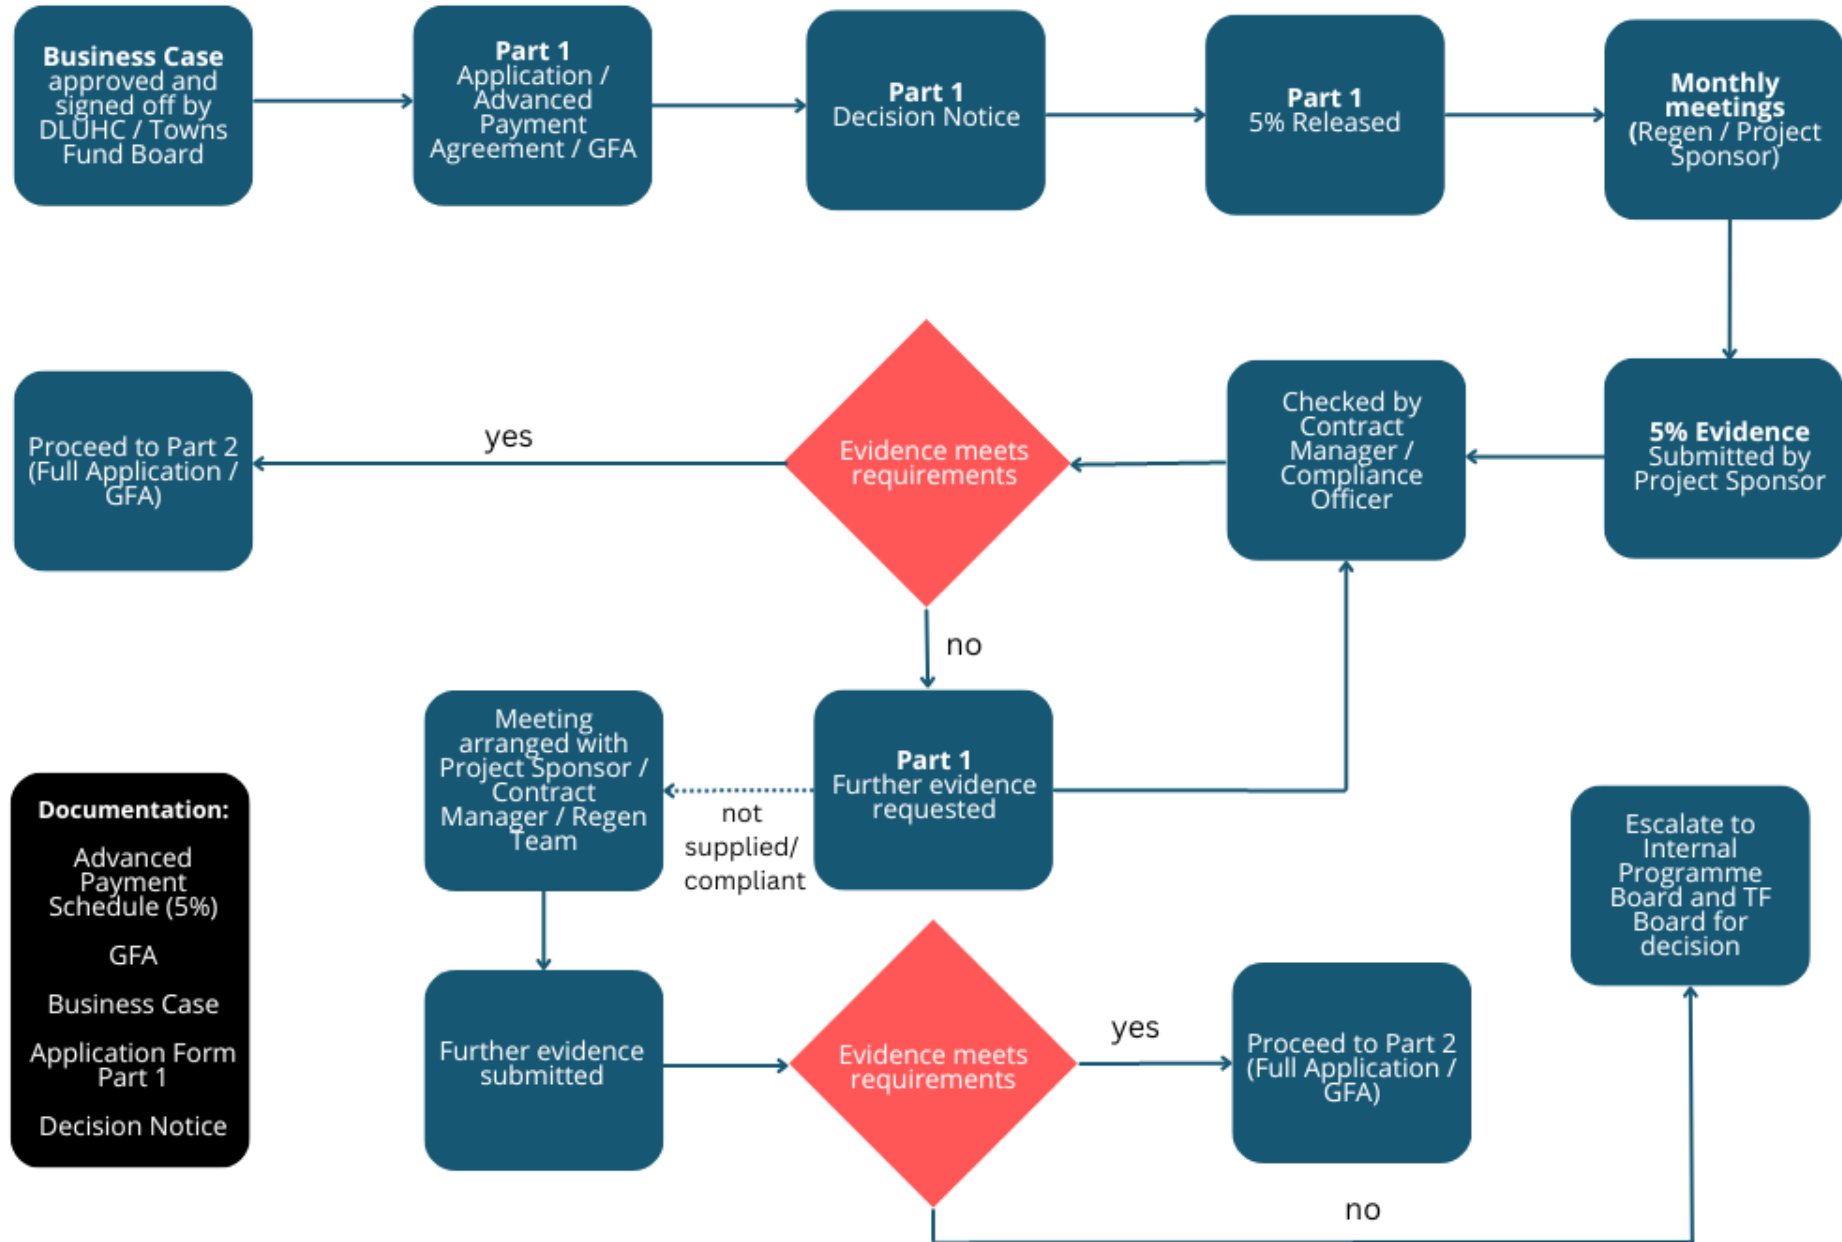 Business Case
approved and
signed off by
DLUHC / Towns
Fund Board
Part 1
Application /
Advanced
Payment
Agreement / GFA
Part 1
Decision Notice
Part 1
5% Released
Monthly
meetings
(Regen / Project
Sponsor)
Proceed to Part 2
(Full Application /
GFA)
yes
Evidence meets
requirements
Checked by
Contract
Manager /
Compliance
Officer
5% Evidence
Submitted by
Project Sponsor
no
Meeting
arranged with
Project Sponsor /
Contract
Manager / Regen
Team
not
supplied/
compliant
Part 1
Further evidence
requested
Documentation:
Advanced
Payment
Schedule (5%)
GFA
Business Case
Application Form
Part 1
Decision Notice
Escalate to
Internal
Programme
Board and TF
Board for
decision
Further evidence
submitted
Evidence meets
requirements
yes
Proceed to Part 2
(Full Application /
GFA)
no